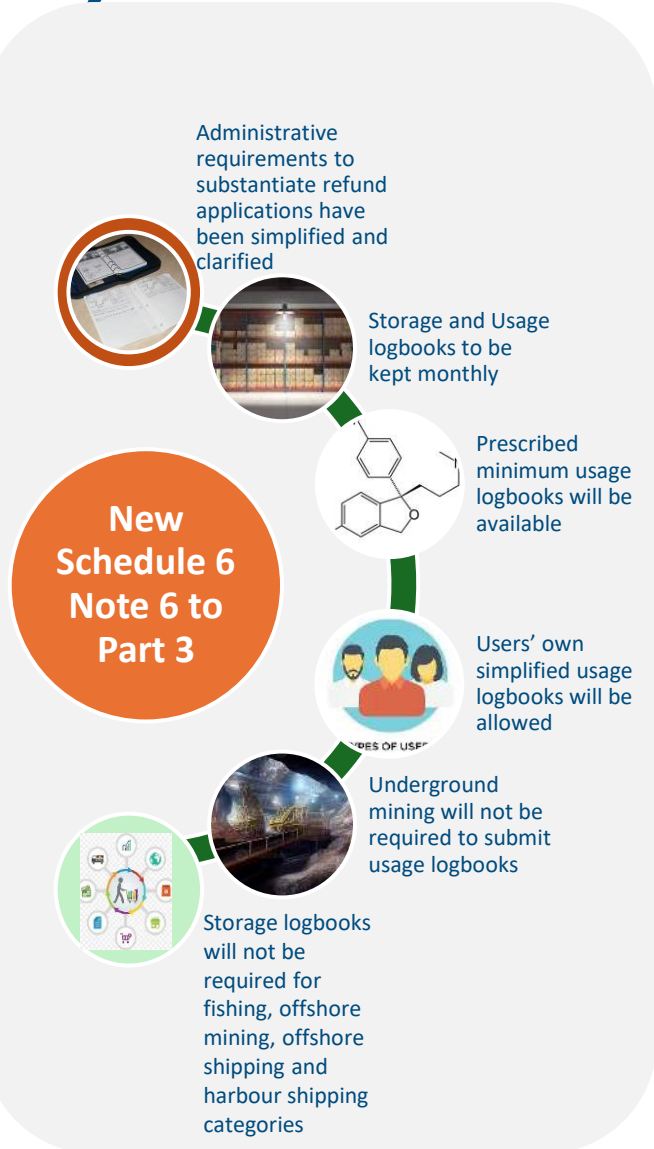 Administrative
requirements to
substantiate refund
applications have
been simplified and
clarified
Storage and Usage
logbooks to be
kept monthly
Prescribed
minimum usage
logbooks will be
available
O
New
Schedule 6
Note 6 to
Part 3
Users’ own
simplified usage
logbooks will be
allowed
Underground
mining will not be
required to submit
usage logbooks
Storage logbooks
will not be
required for
fishing, offshore
mining, offshore
shipping and
harbour shipping
categories